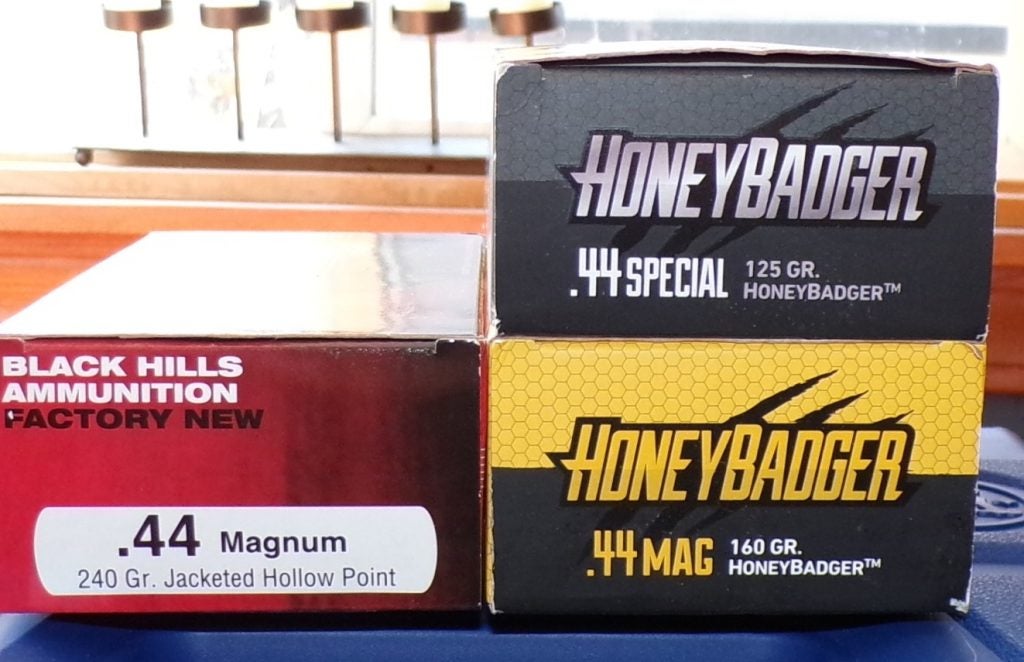 BLACK HILLS
AMMUNITION
FACTORY NEW
.44 Magnum
240 Gr. Jacketed Hollow Point
HONEYBADGER
.44 SPECIAL 125 GR.
HONEYBADGER™
HONEYBADGER
.44 MAG 160 GR.
HONEYBADGER™